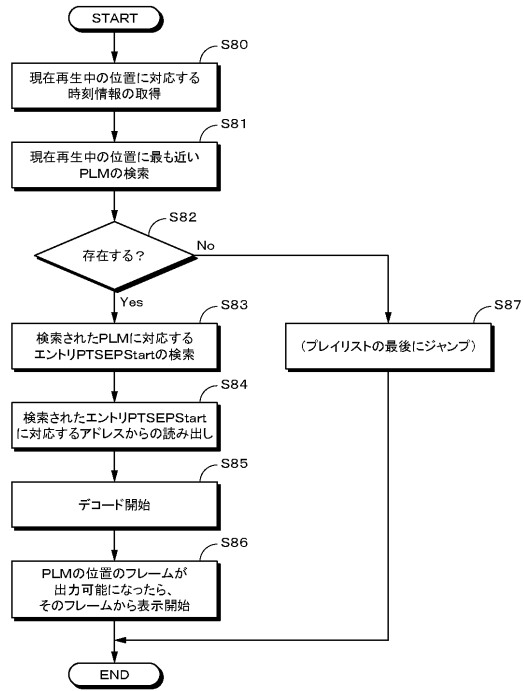 START
S80
現在再生中の位置に対応する
時刻情報の取得
S81
現在再生中の位置に最も近い
PLMの検索
S82
存在する？
No
Yes
S83
検索されたPLMに対応する
エントリPTSEPStartの検索
S87
(プレイリストの最後にジャンプ)
S84
検索されたエントリPTSEPStart
に対応するアドレスからの読み出し
S85
デコード開始
S86
PLMの位置のフレームが
出力可能になったら、
そのフレームから表示開始
END